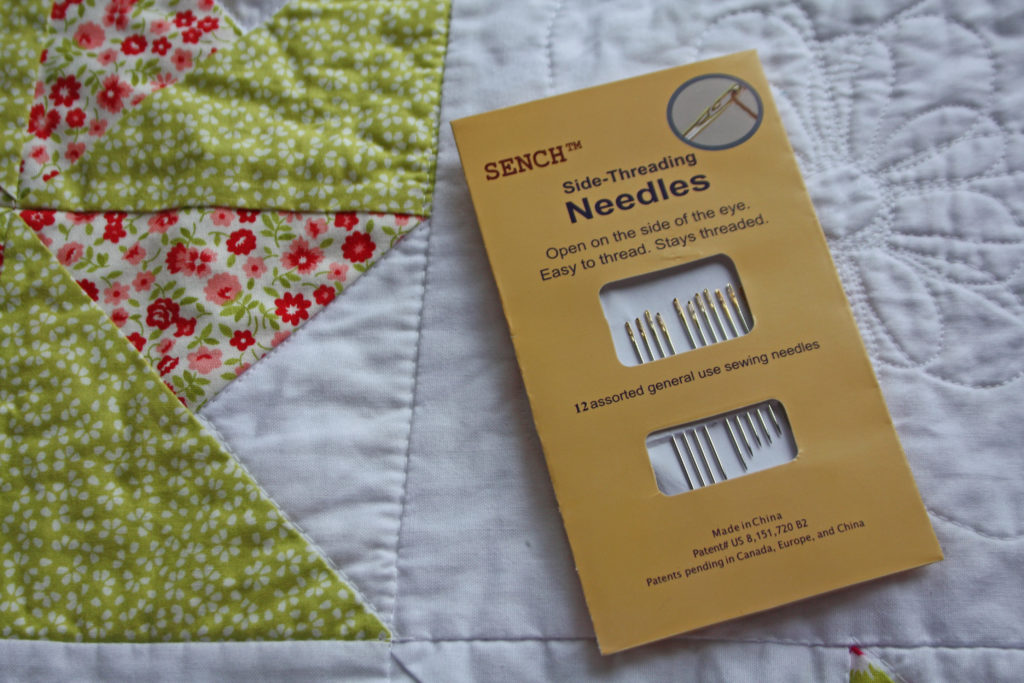 SENCH™
Side-Threading
Needles
Open on the side of the eye.
Easy to thread. Stays threaded.
12 assorted general use sewing needles
Made in China
Patent# US 8,151,720 B2
Patents pending in Canada, Europe, and China